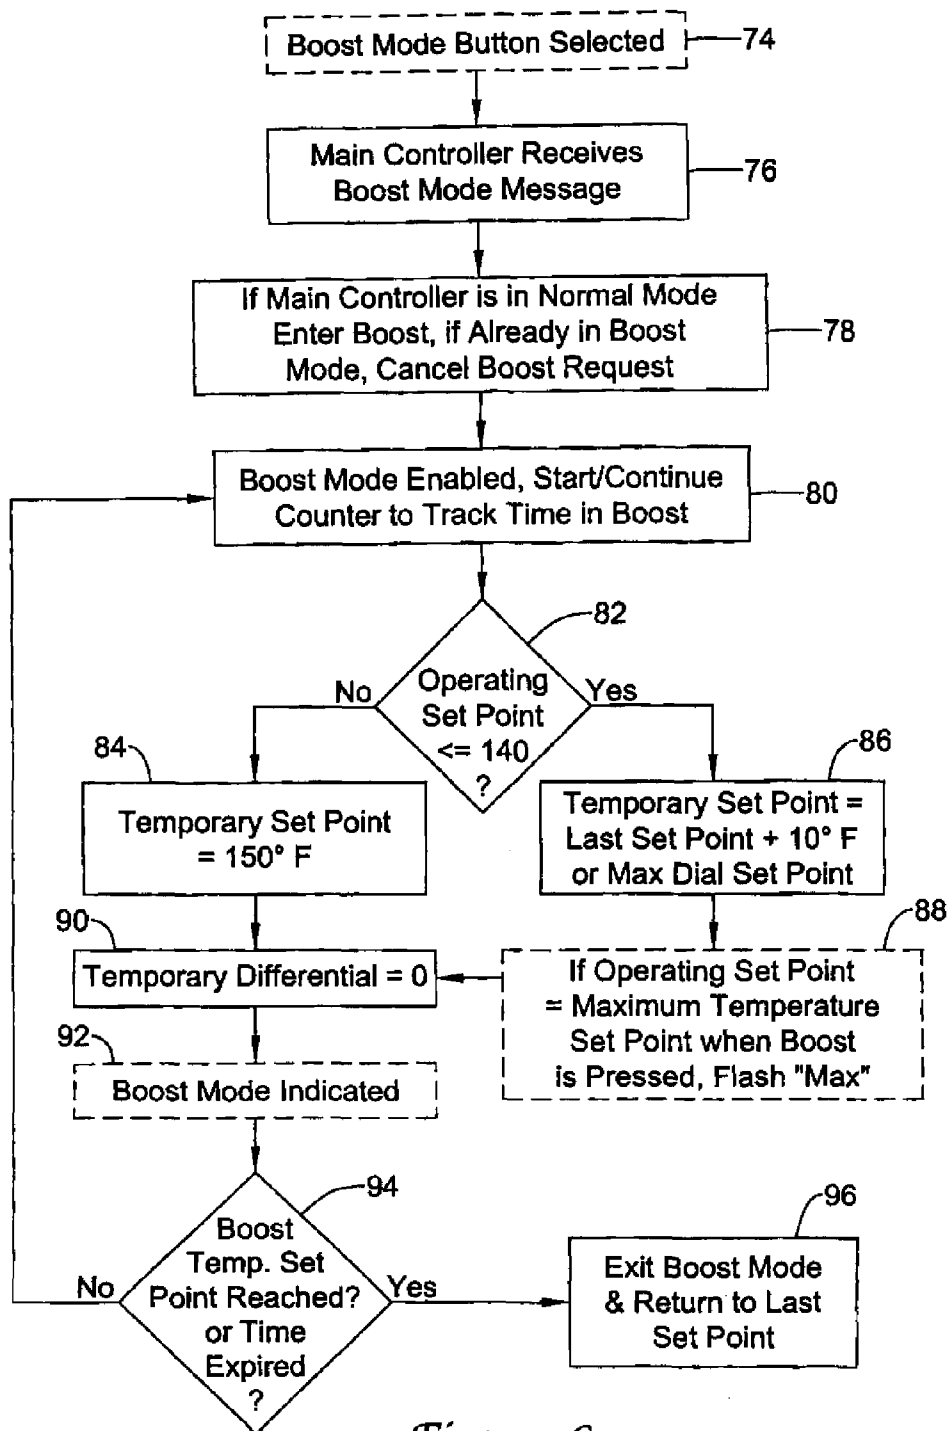 Boost Mode Button Selected
74
Main Controller Receives
Boost Mode Message
76
If Main Controller is in Normal Mode
Enter Boost, if Already in Boost
Mode, Cancel Boost Request
78
Boost Mode Enabled, Start/Continue
Counter to Track Time in Boost
80
82
Operating
Set Point
<= 140
?
No
Yes
84
Temporary Set Point
= 150° F
86
Temporary Set Point =
Last Set Point + 10° F
or Max Dial Set Point
88
If Operating Set Point
= Maximum Temperature
Set Point when Boost
is Pressed, Flash "Max"
90
Temporary Differential = 0
92
Boost Mode Indicated
94
Boost
Temp. Set
Point Reached?
or Time
Expired
?
No
Yes
96
Exit Boost Mode
& Return to Last
Set Point